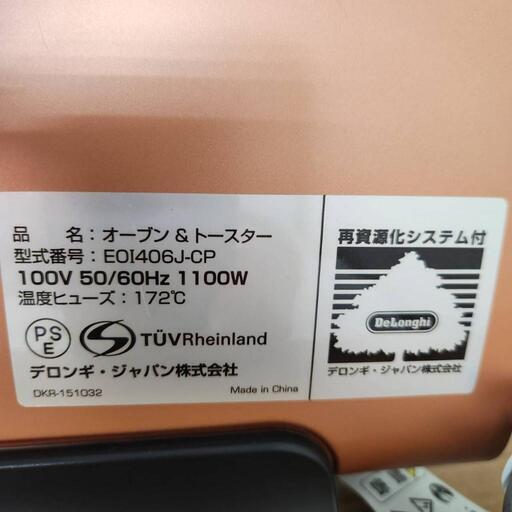 品　名：オーブン & トースター
型式番号：EOI406J-CP
100V 50/60Hz 1100W
温度ヒューズ：172℃
PS
E
TÜVRheinland
デロンギ・ジャパン株式会社
DKR-151032
Made in China
再資源化システム付
DeLonghi
デロンギ・ジャパン株式会社